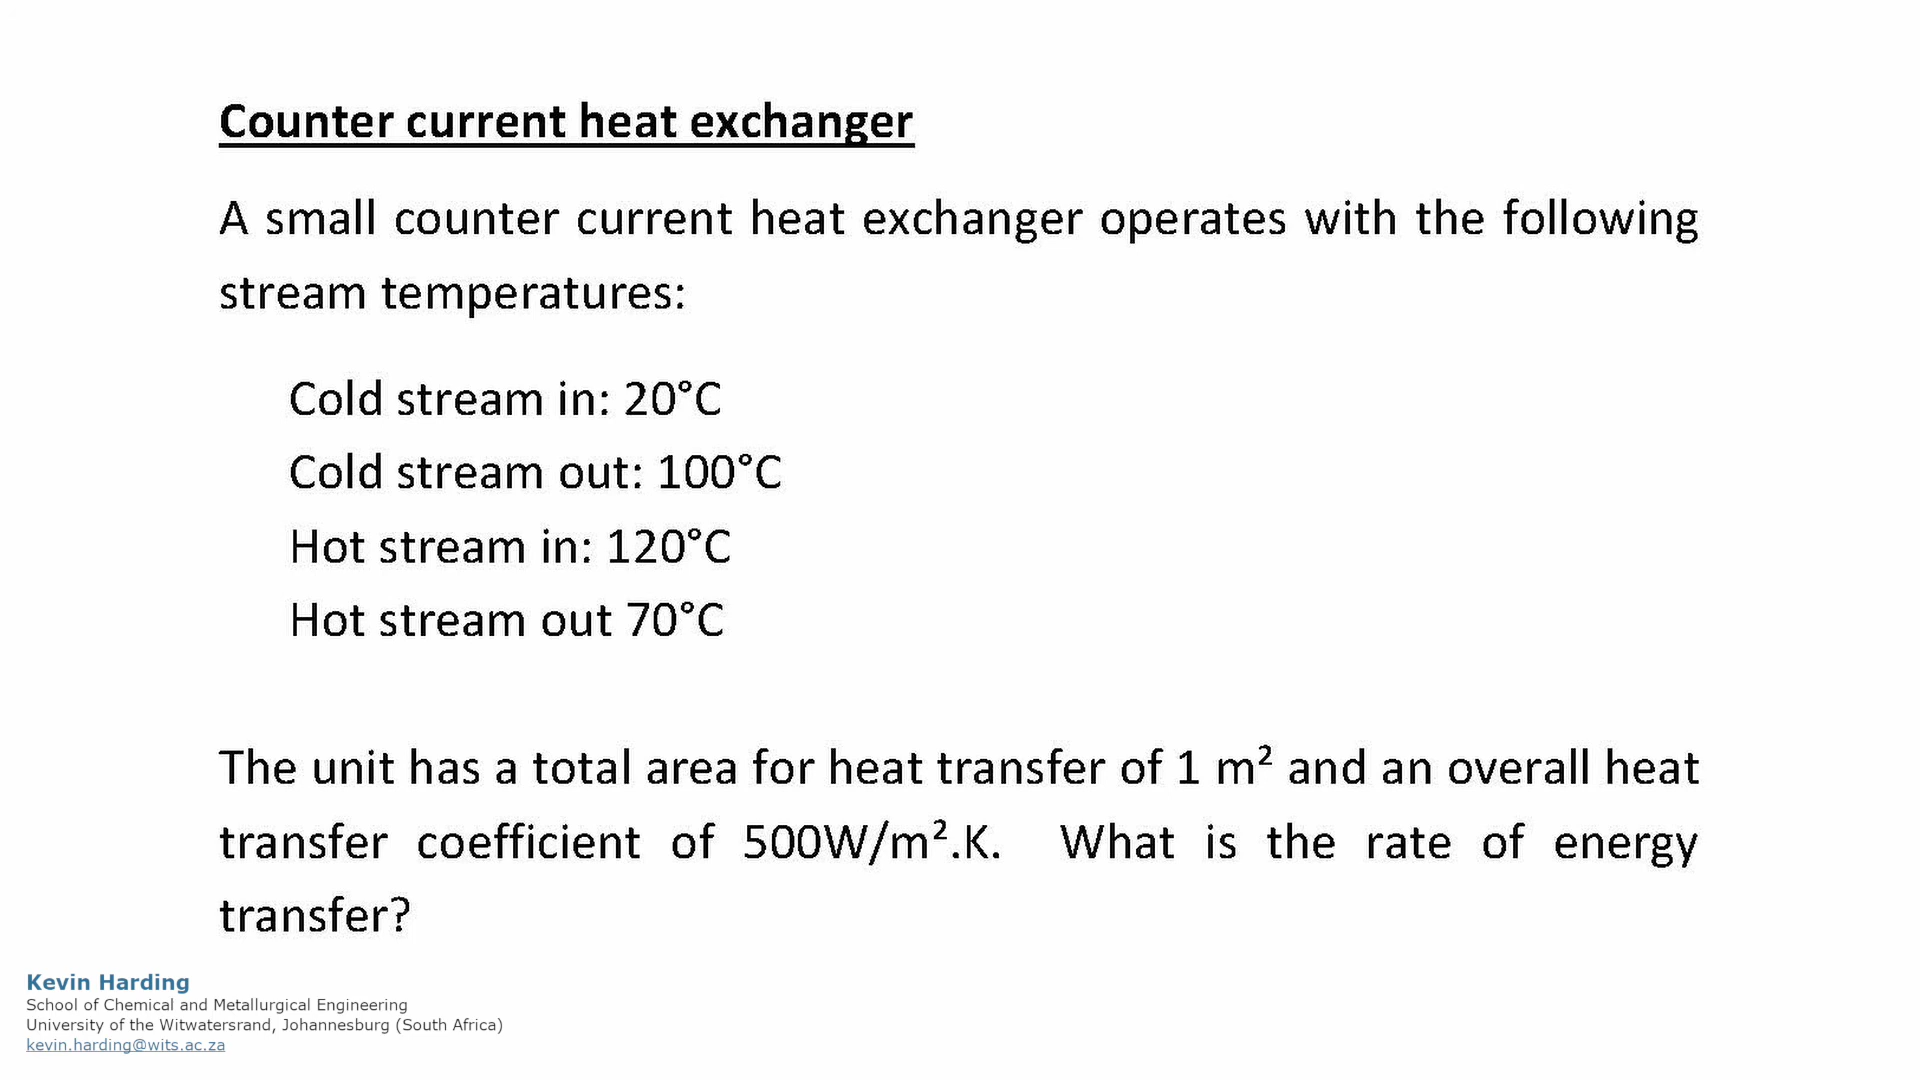 Counter current heat exchanger
A small counter current heat exchanger operates with the following
stream temperatures:
Cold stream in: 20°C
Cold stream out: 100°C
Hot stream in: 120°C
Hot stream out 70°C
The unit has a total area for heat transfer of 1 m² and an overall heat
transfer coefficient of 500W/m².K. What is the rate of energy
transfer?
Kevin Harding
School of Chemical and Metallurgical Engineering
University of the Witwatersrand, Johannesburg (South Africa)
kevin.harding@wits.ac.za